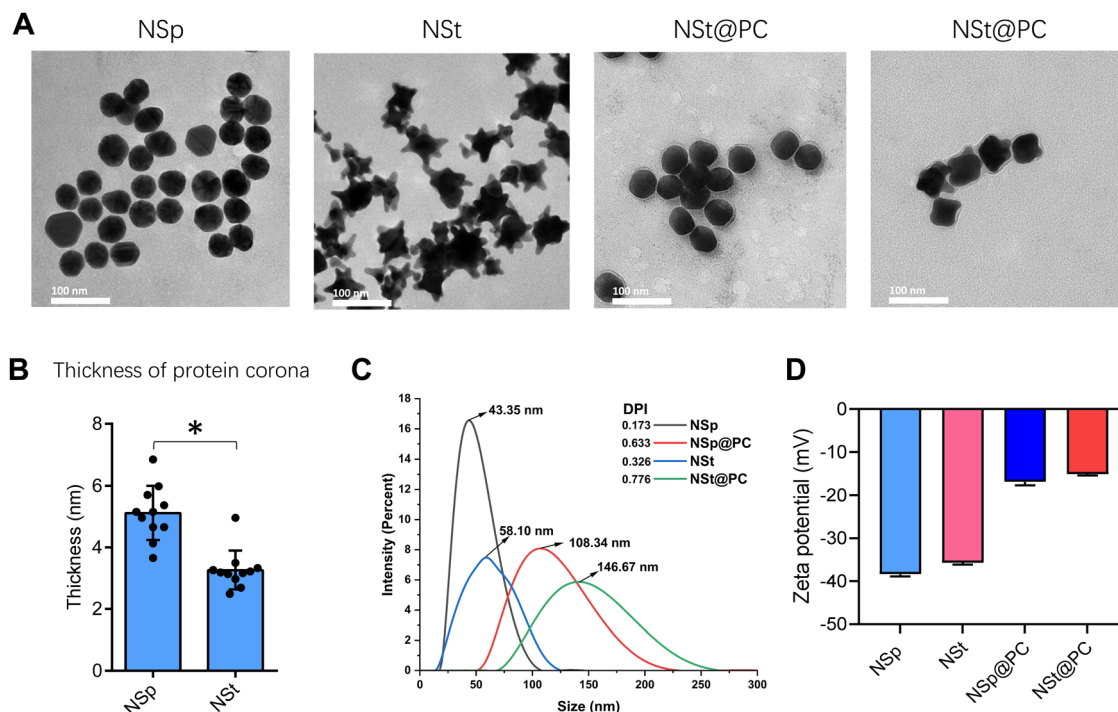 A
NSp
NSt
NSt@PC
NSt@PC
100 nm
100 nm
100 nm
100 nm
B
Thickness of protein corona
Thickness (nm)
8
6
4
2
0
*
NSp
NSt
C
Intensity (Percent)
18
16
14
12
10
8
6
4
2
0
43.35 nm
58.10 nm
108.34 nm
146.67 nm
DPI
0.173 NSp
0.633 NSp@PC
0.326 NSt
0.776 NSt@PC
0 50 100 150 200 250 300
Size (nm)
D
Zeta potential (mV)
0
-10
-20
-30
-40
-50
NSp
NSt
NSp@PC
NSt@PC